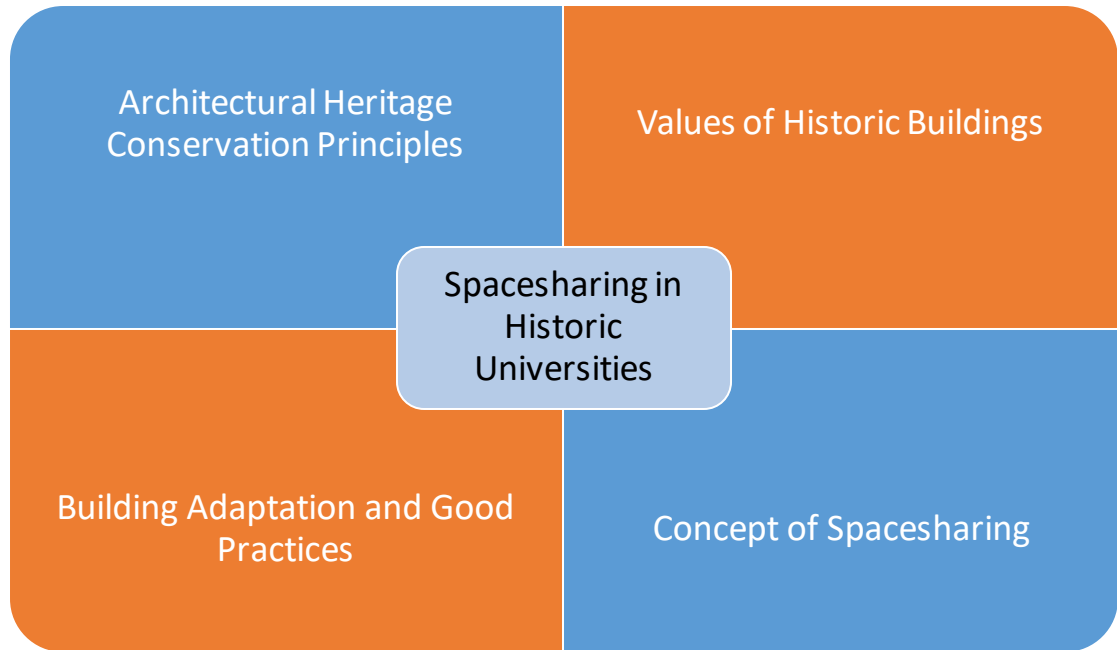 Architectural Heritage
Conservation Principles
Values of Historic Buildings
Spacesharing in
Historic
Universities
Building Adaptation and Good
Practices
Concept of Spacesharing